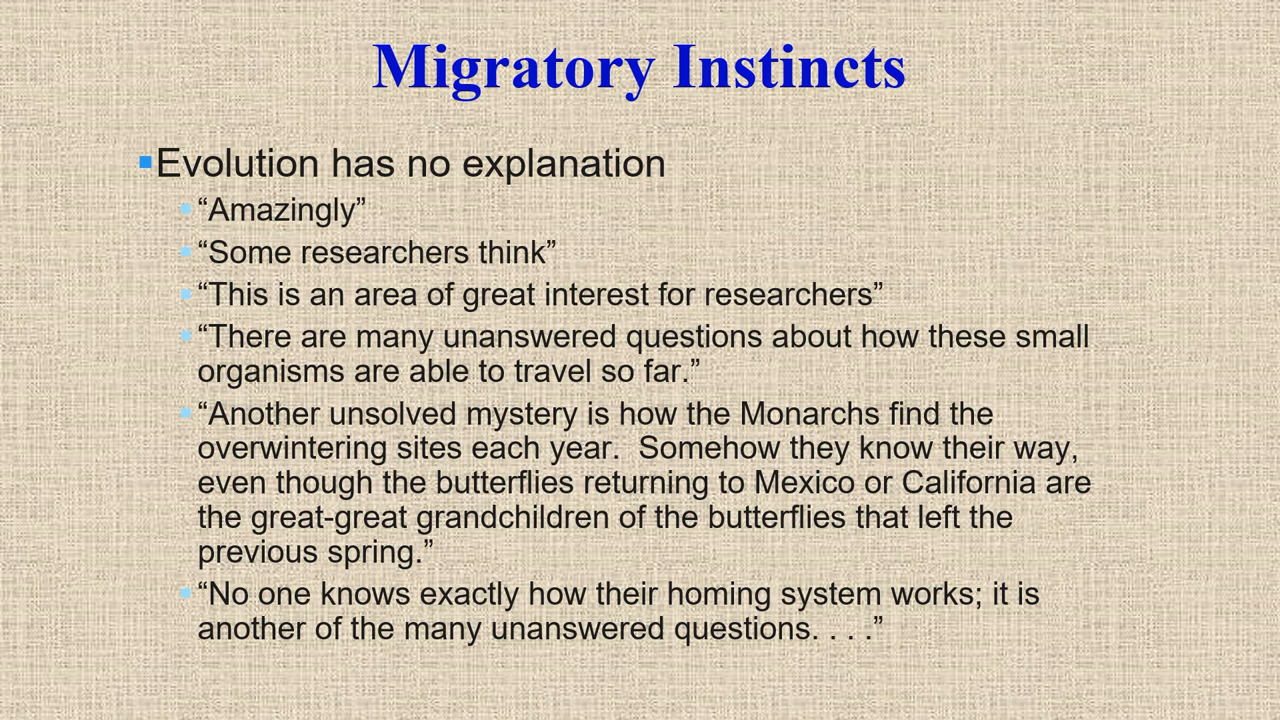 Migratory Instincts
Evolution has no explanation
“Amazingly”
“Some researchers think”
“This is an area of great interest for researchers”
“There are many unanswered questions about how these small
organisms are able to travel so far.”
“Another unsolved mystery is how the Monarchs find the
overwintering sites each year.  Somehow they know their way,
even though the butterflies returning to Mexico or California are
the great-great grandchildren of the butterflies that left the
previous spring.”
“No one knows exactly how their homing system works; it is
another of the many unanswered questions. . . .”